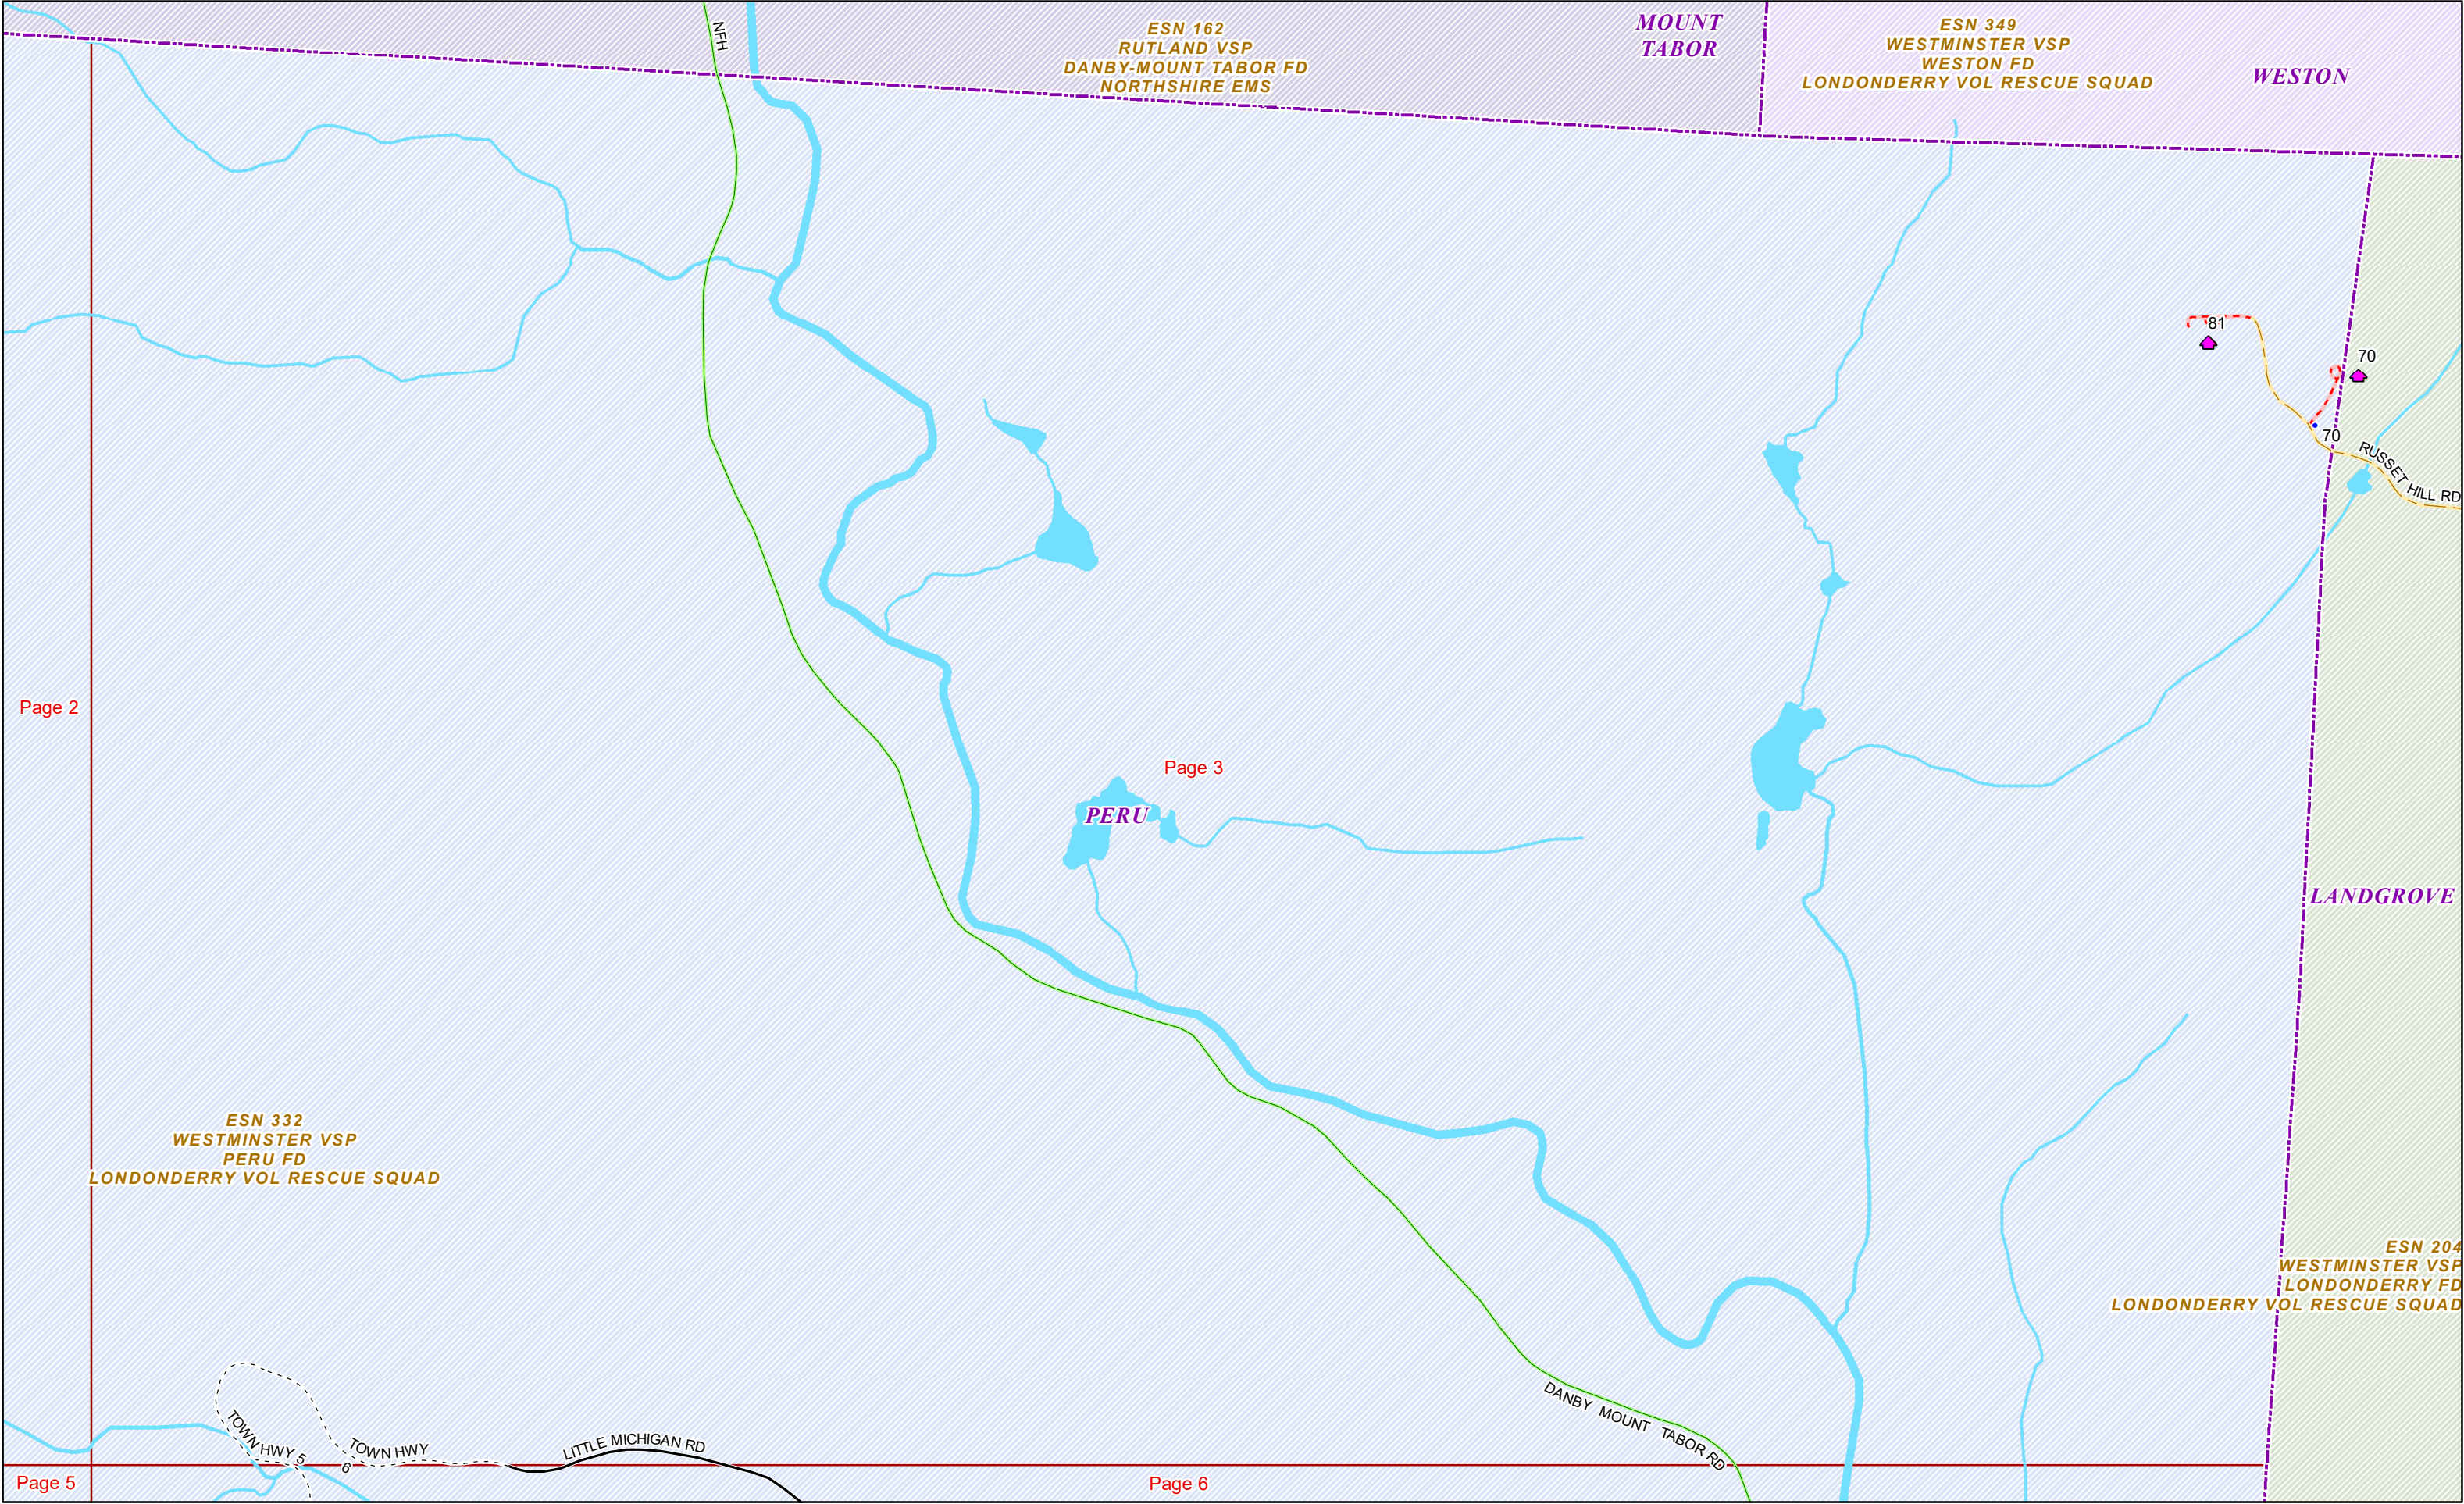 NFH
ESN 162
RUTLAND VSP
DANBY-MOUNT TABOR FD
NORTHSHIRE EMS
MOUNT
TABOR
ESN 349
WESTMINSTER VSP
WESTON FD
LONDONDERRY VOL RESCUE SQUAD
WESTON
81
70
70
RUSSET HILL RD
Page 2
Page 3
PERU
LANDGROVE
ESN 332
WESTMINSTER VSP
PERU FD
LONDONDERRY VOL RESCUE SQUAD
ESN 204
WESTMINSTER VSP
LONDONDERRY FD
LONDONDERRY VOL RESCUE SQUAD
DANBY MOUNT TABOR RD
TOWN HWY 5
TOWN HWY
6
LITTLE MICHIGAN RD
Page 5
Page 6